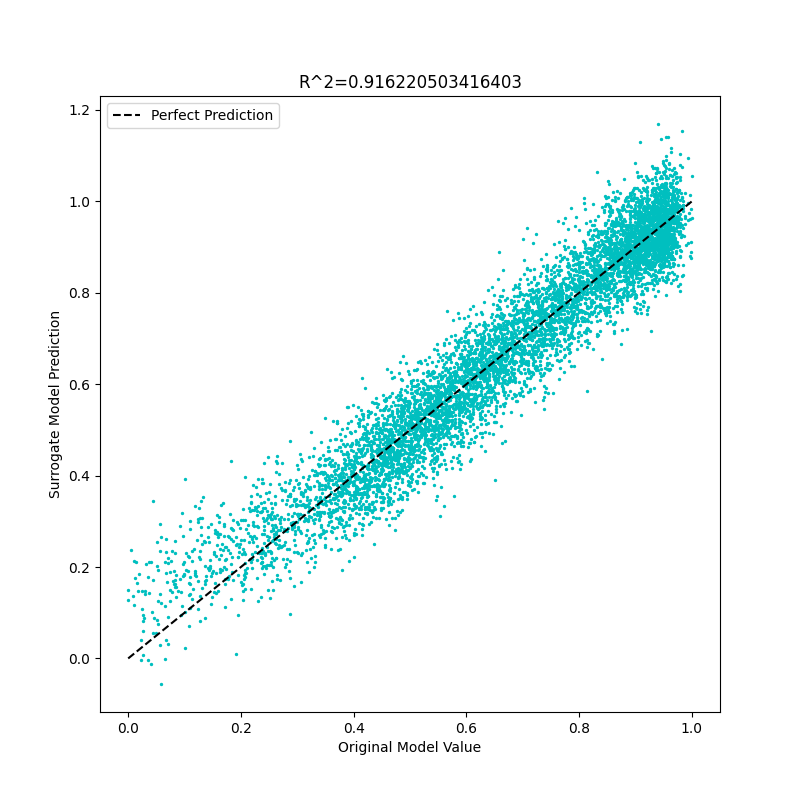 R^2=0.916220503416403
Perfect Prediction
1.2
1.0
0.8
0.6
0.4
0.2
0.0
Surrogate Model Prediction
0.0 0.2 0.4 0.6 0.8 1.0
Original Model Value